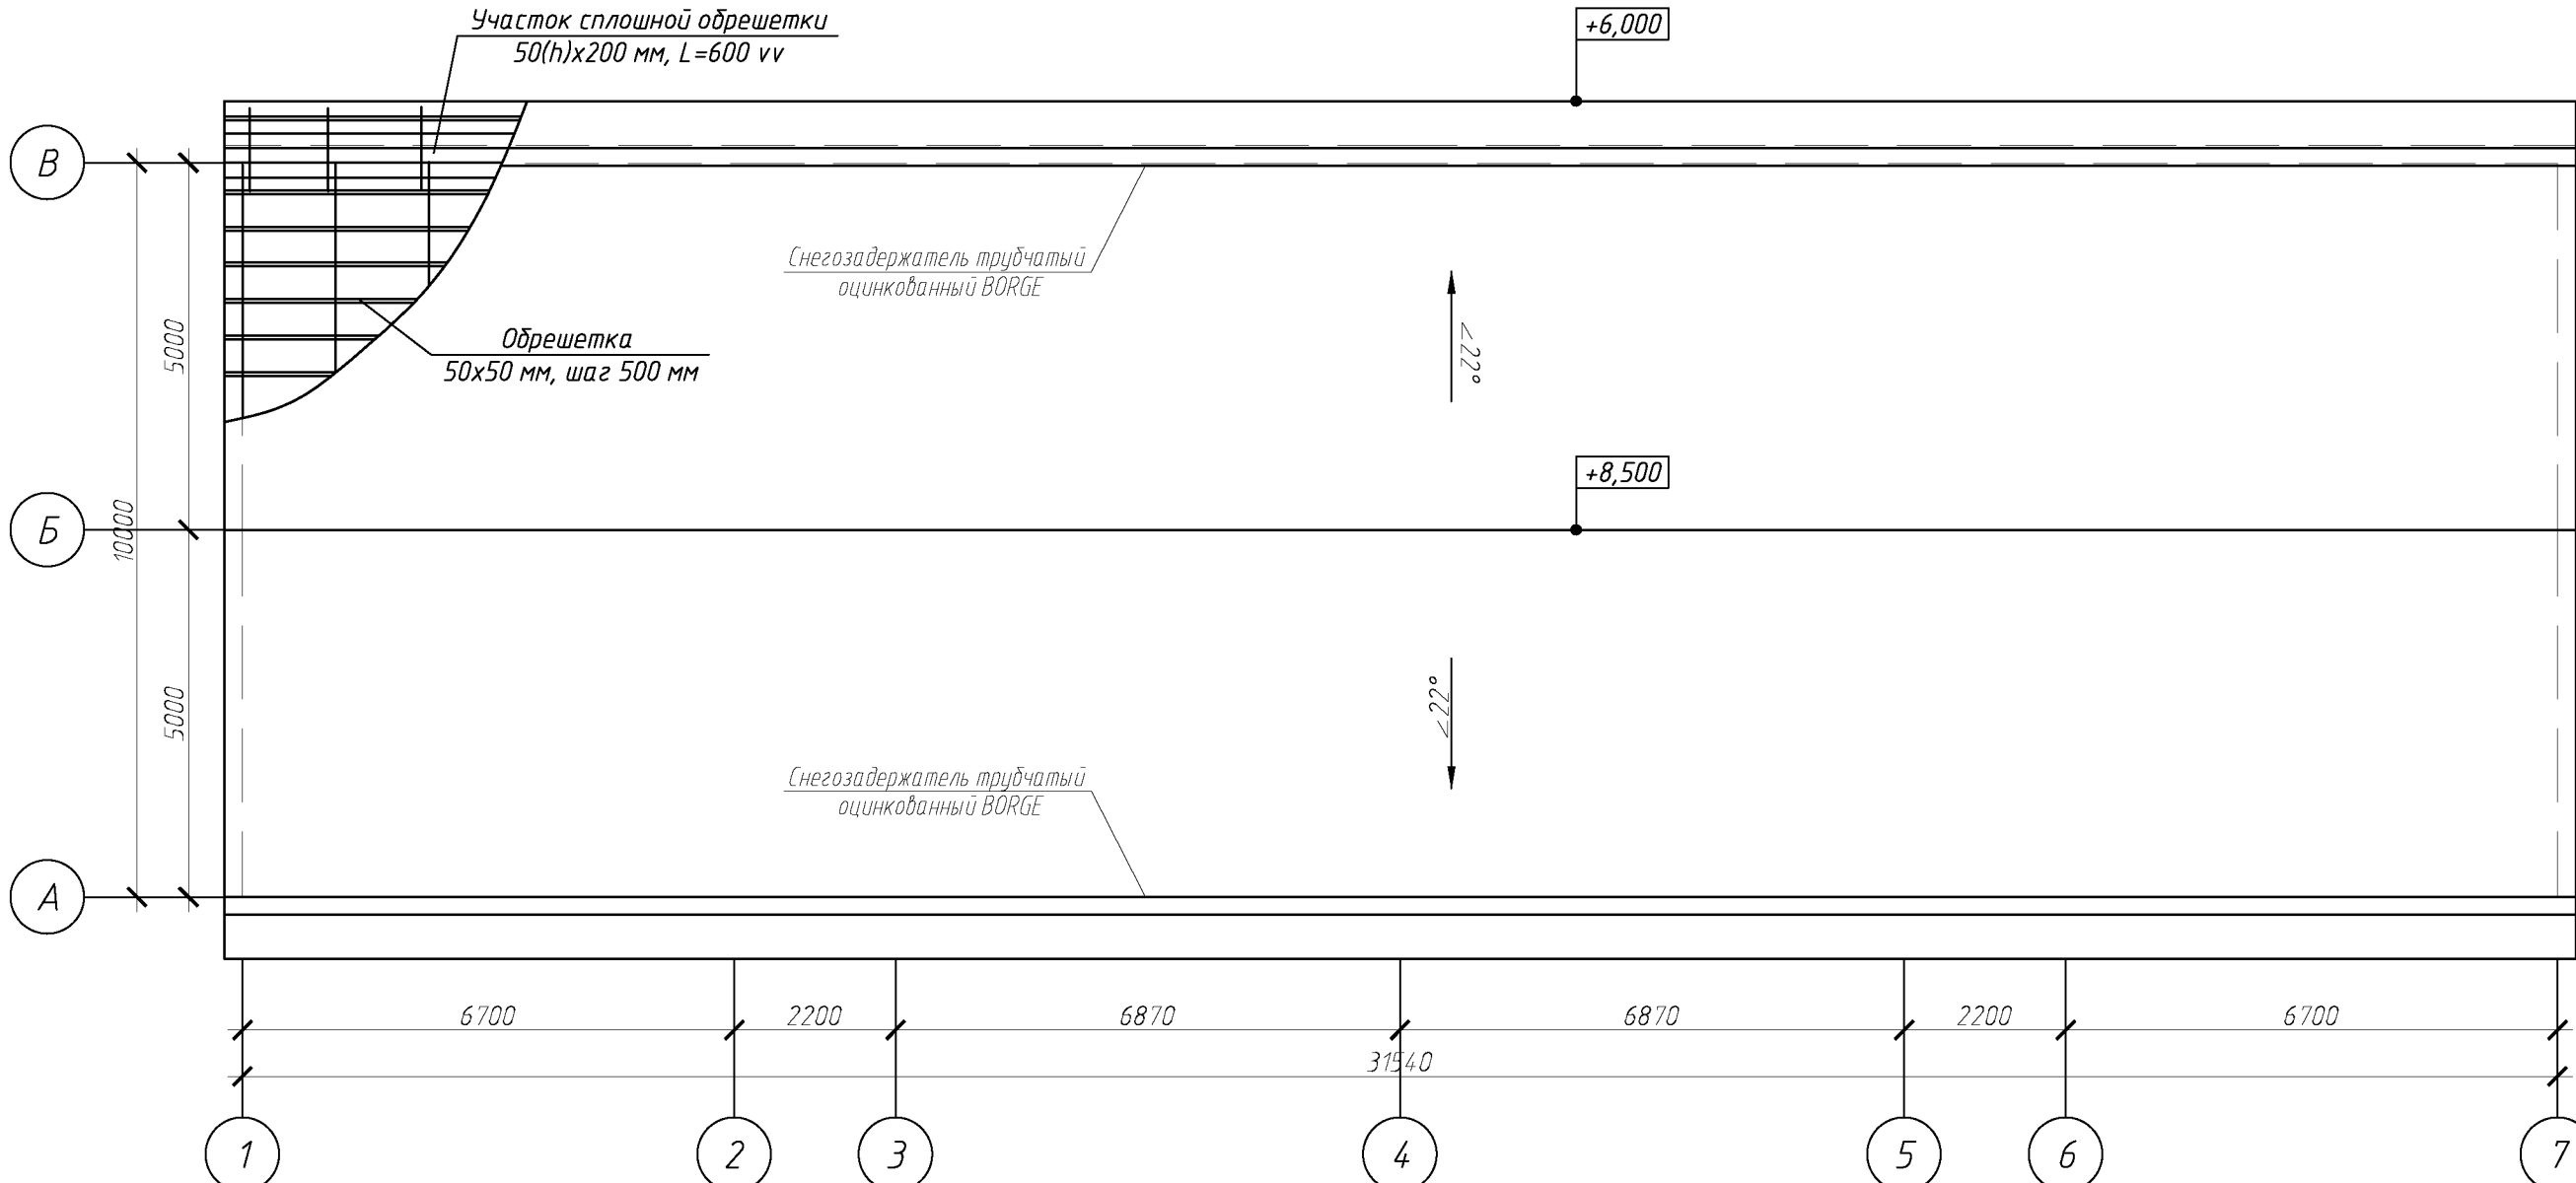 Участок сплошной обрешетки
50(h)x200 мм, L=600 vv
+6,000
В
Снегозадержатель трубчатый
оцинкованный BORGE
Обрешетка
50х50 мм, шаг 500 мм
5000
<22°
+8,500
Б
10000
5000
<22°
Снегозадержатель трубчатый
оцинкованный BORGE
А
6700
2200
6870
6870
2200
6700
31540
1
2
3
4
5
6
7